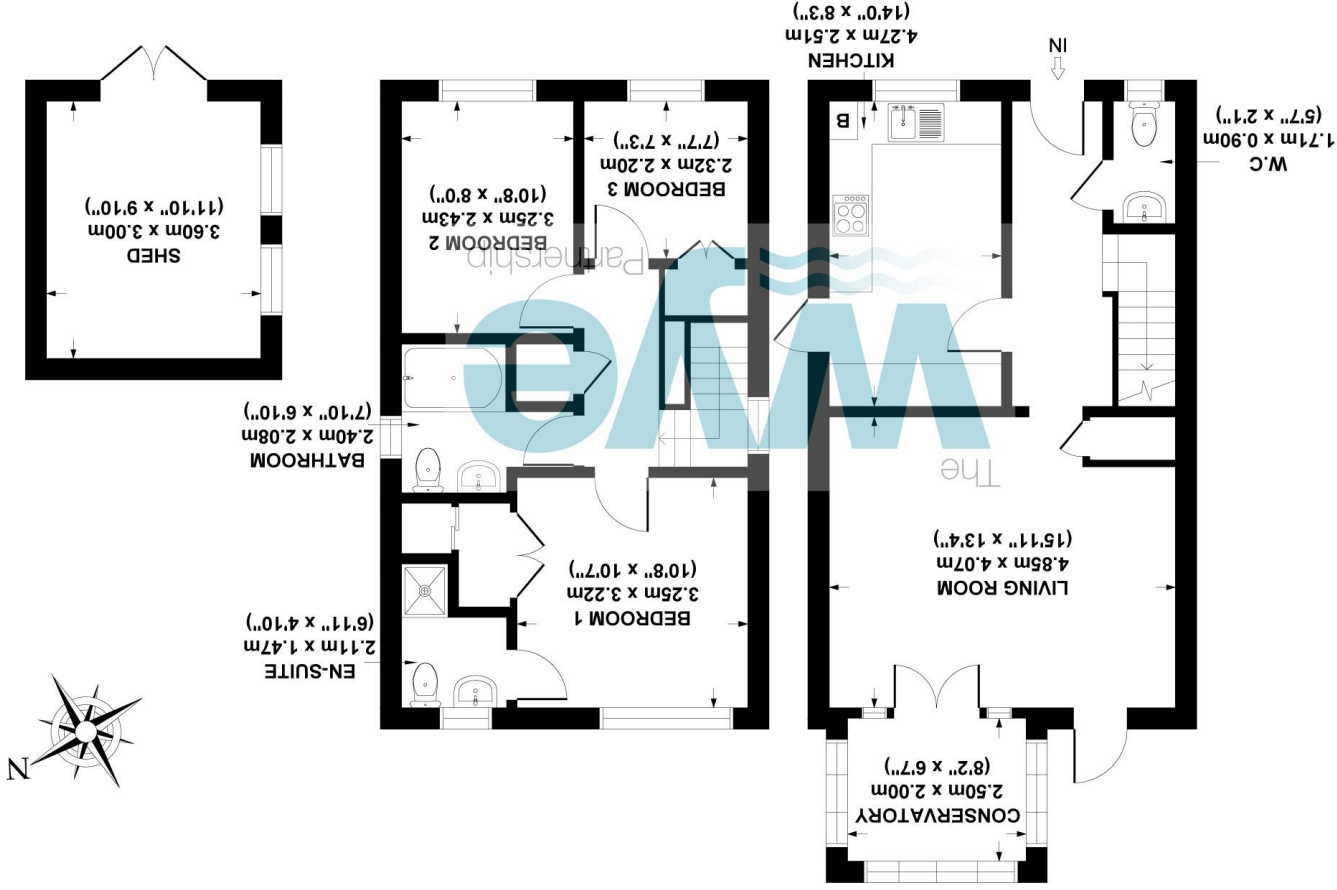 CONSERVATORY
2.50m x 2.00m
(8'2" x 6'7")
N
EN-SUITE
2.11m x 1.47m
(6'11" x 4'10")
BEDROOM 1
3.25m x 3.22m
(10'8" x 10'7")
LIVING ROOM
4.85m x 4.07m
(15'11" x 13'4")
The
wye
Partnership
BATHROOM
2.40m x 2.08m
(7'10" x 6'10")
SHED
3.60m x 3.00m
(11'10" x 9'10")
BEDROOM 2
3.25m x 2.43m
(10'8" x 8'0")
BEDROOM 3
2.32m x 2.20m
(7'7" x 7'3")
W.C
1.71m x 0.90m
(5'7" x 2'1")
B
KITCHEN
4.27m x 2.51m
(14'0" x 8'3")
IN